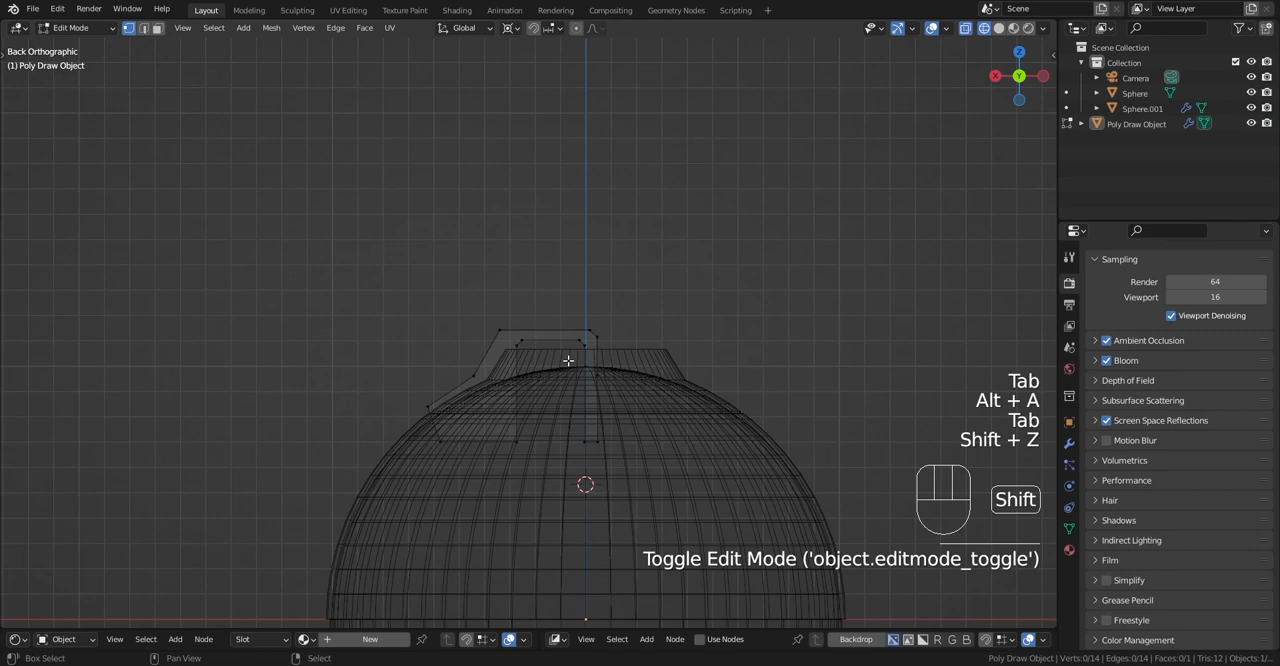 File Edit Render Window Help Layout Modeling Sculpting UV Editing Texture Paint Shading Animation Rendering Compositing Geometry Nodes Scripting + Scene View Layer
Edit Mode View Select Add Mesh Vertex Edge Face UV Global
Back Orthographic
(1) Poly Draw Object
Z
X
Y
Scene Collection
Collection
Camera
Sphere
Sphere.001
Poly Draw Object
Sampling
Render 64
Viewport 16
Viewport Denoising
Ambient Occlusion
Bloom
Depth of Field
Subsurface Scattering
Screen Space Reflections
Motion Blur
Volumetrics
Performance
Hair
Shadows
Indirect Lighting
Film
Simplify
Grease Pencil
Freestyle
Color Management
Tab
Alt + A
Tab
Shift + Z
Shift
Toggle Edit Mode ('object.editmode_toggle')
Object View Select Add Node Slot + New View Select Add Node Use Nodes Backdrop R G B
Box Select Pan View Select Poly Draw Object | Verts:0/14 | Edges:0/14 | Faces:0/1 | Tris:12 | Objects:1/...